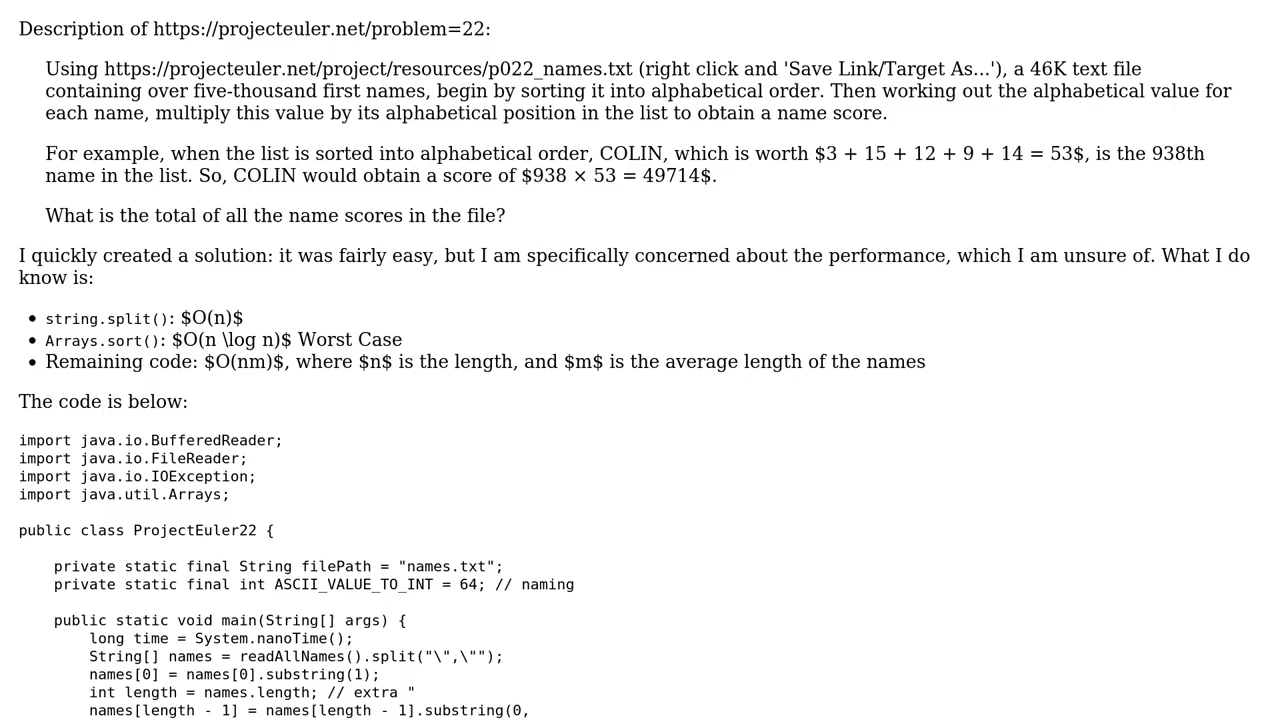 Description of https://projecteuler.net/problem=22:
Using https://projecteuler.net/project/resources/p022_names.txt (right click and 'Save Link/Target As...'), a 46K text file
containing over five-thousand first names, begin by sorting it into alphabetical order. Then working out the alphabetical value for
each name, multiply this value by its alphabetical position in the list to obtain a name score.
For example, when the list is sorted into alphabetical order, COLIN, which is worth $3 + 15 + 12 + 9 + 14 = 53$, is the 938th
name in the list. So, COLIN would obtain a score of $938 × 53 = 49714$.
What is the total of all the name scores in the file?
I quickly created a solution: it was fairly easy, but I am specifically concerned about the performance, which I am unsure of. What I do
know is:
• string.split(): $O(n)$
• Arrays.sort(): $O(n \log n)$ Worst Case
• Remaining code: $O(nm)$, where $n$ is the length, and $m$ is the average length of the names
The code is below:
import java.io.BufferedReader;
import java.io.FileReader;
import java.io.IOException;
import java.util.Arrays;
public class ProjectEuler22 {
    private static final String filePath = "names.txt";
    private static final int ASCII_VALUE_TO_INT = 64; // naming
    public static void main(String[] args) {
        long time = System.nanoTime();
        String[] names = readAllNames().split("\",\"");
        names[0] = names[0].substring(1);
        int length = names.length; // extra "
        names[length - 1] = names[length - 1].substring(0,